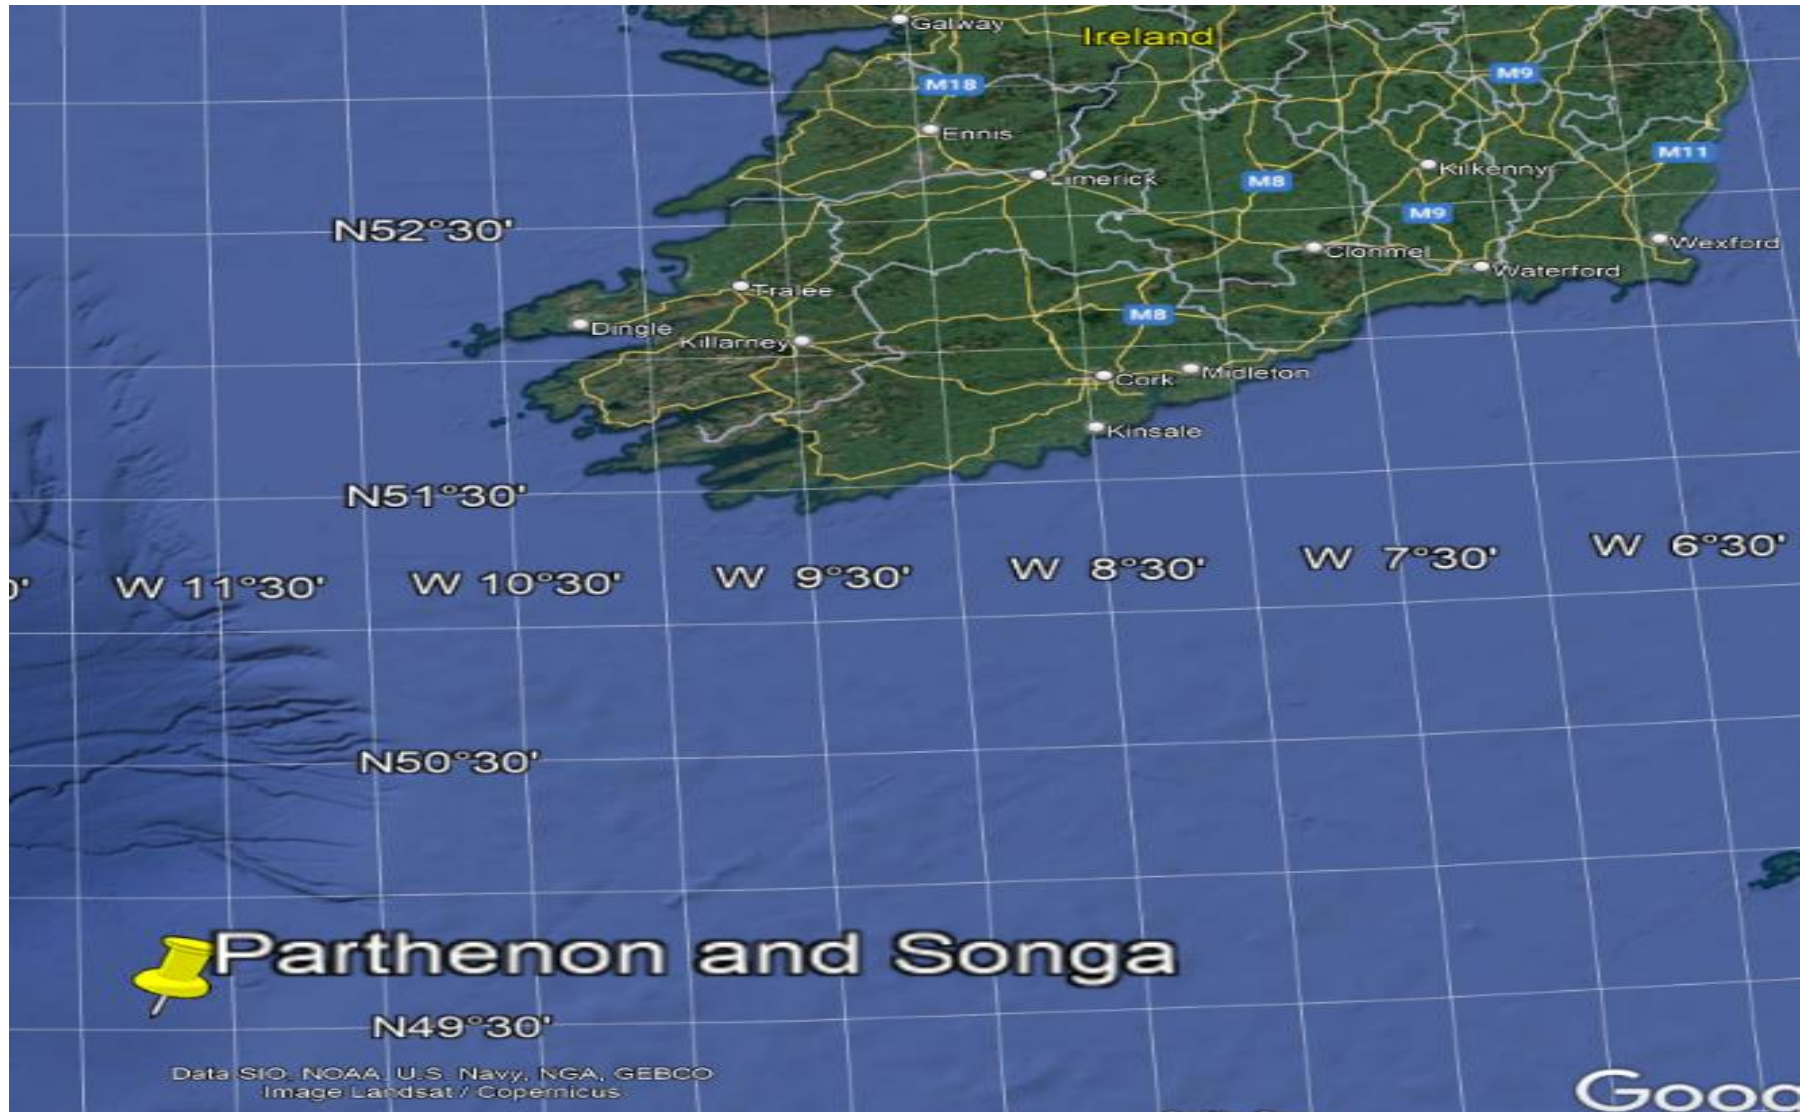 Galway
Ireland
M18
M9
Ennis
M11
Limerick
M8
Kilkenny
M9
N52°30'
Clonmel
Wexford
Waterford
Tralee
M8
Dingle
Killarney
Cork
Midleton
Kinsale
N51°30'
0' W 11°30' W 10°30' W 9°30' W 8°30' W 7°30' W 6°30'
N50°30'
Parthenon and Songa
N49°30'
Data SIO, NOAA, U.S. Navy, NGA, GEBCO
Image Landsat / Copernicus
Goog